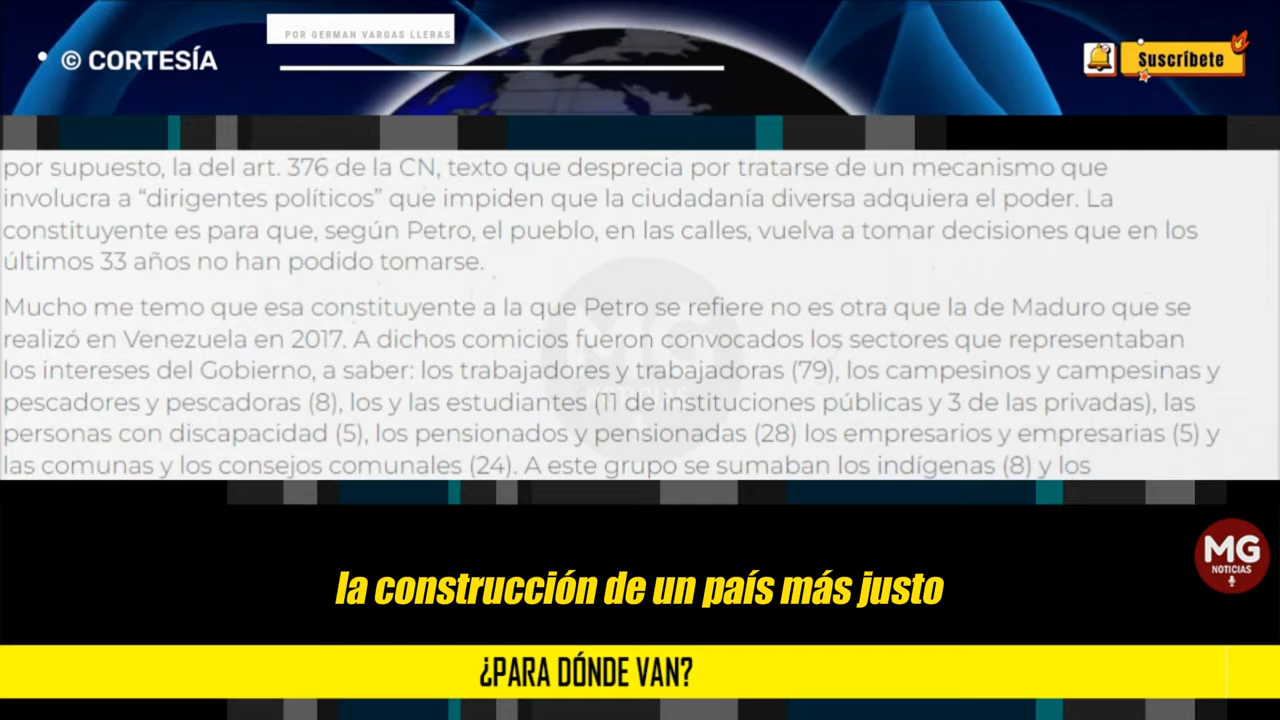 POR GERMAN VARGAS LLERAS
© CORTESÍA
Suscríbete
por supuesto, la del art. 376 de la CN, texto que desprecia por tratarse de un mecanismo que
involucra a “dirigentes políticos” que impiden que la ciudadanía diversa adquiera el poder. La
constituyente es para que, según Petro, el pueblo, en las calles, vuelva a tomar decisiones que en los
últimos 33 años no han podido tomarse.
Mucho me temo que esa constituyente a la que Petro se refiere no es otra que la de Maduro que se
realizó en Venezuela en 2017. A dichos comicios fueron convocados los sectores que representaban
los intereses del Gobierno, a saber: los trabajadores y trabajadoras (79), los campesinos y campesinas y
pescadores y pescadoras (8), los y las estudiantes (11 de instituciones públicas y 3 de las privadas), las
personas con discapacidad (5), los pensionados y pensionadas (28) los empresarios y empresarias (5) y
las comunas y los consejos comunales (24). A este grupo se sumaban los indígenas (8) y los
MG
NOTICIAS
MG
NOTICIAS
la construcción de un país más justo
¿PARA DÓNDE VAN?